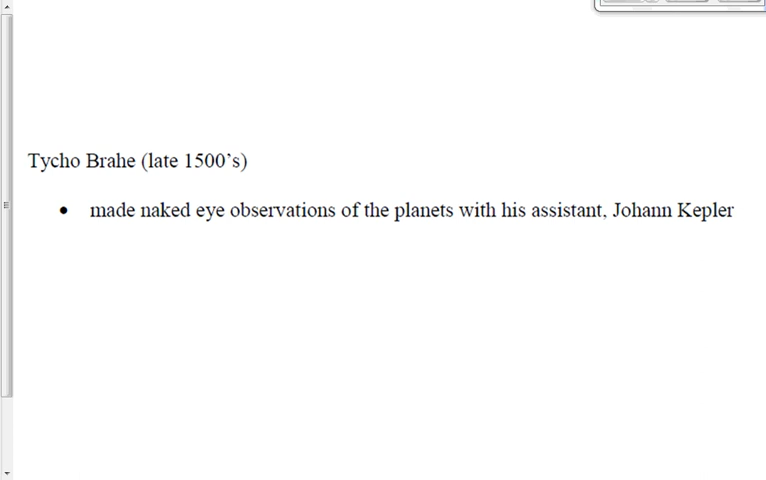 Tycho Brahe (late 1500’s)
• made naked eye observations of the planets with his assistant, Johann Kepler